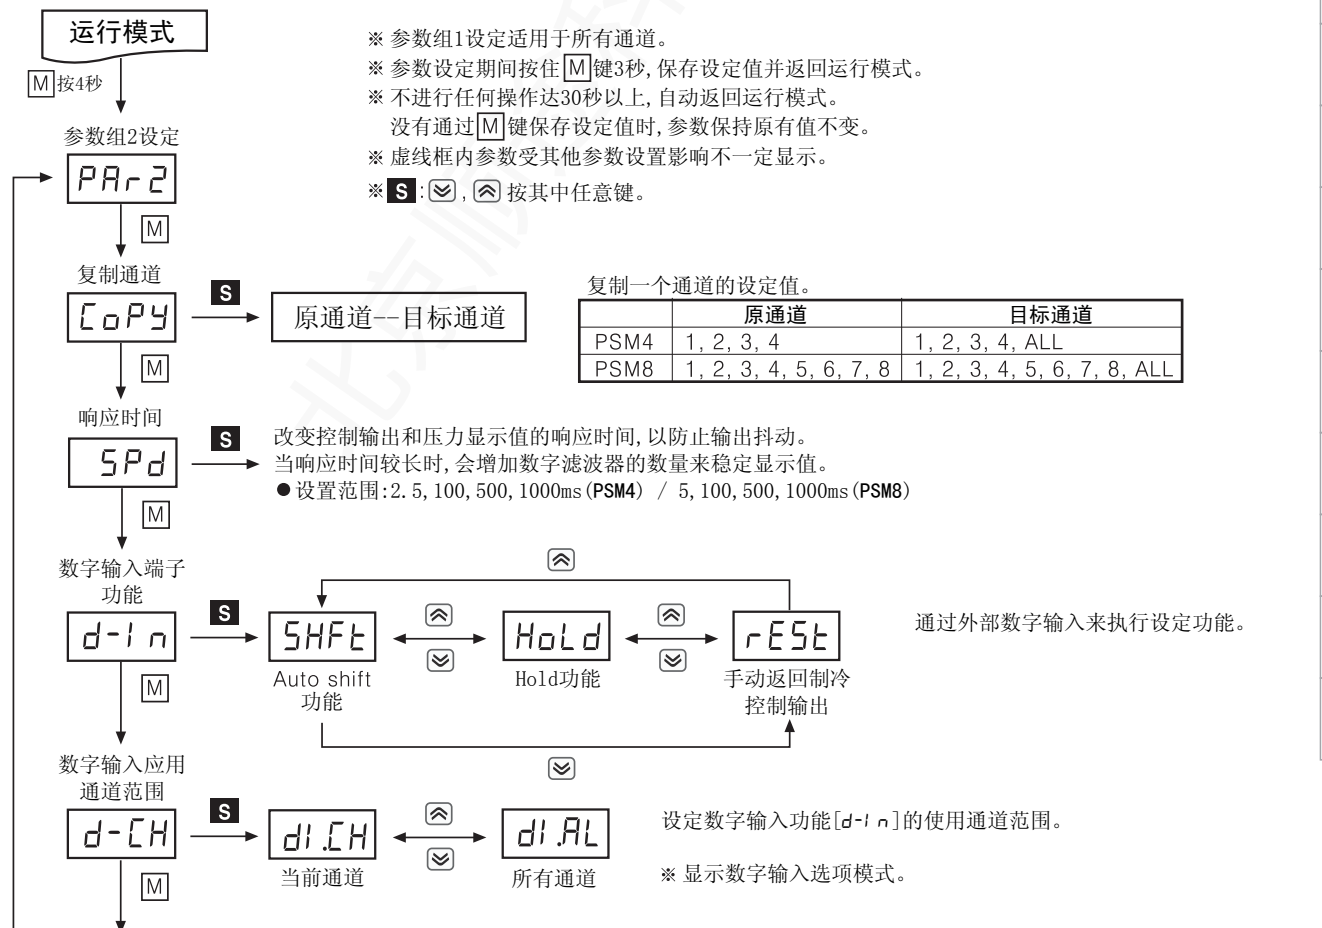 运行模式
M 按4秒
※ 参数组1设定适用于所有通道。
※ 参数设定期间按住 M 键3秒,保存设定值并返回运行模式。
※ 不进行任何操作达30秒以上,自动返回运行模式。
没有通过 M 键保存设定值时,参数保持原有值不变。
※ 虚线框内参数受其他参数设置影响不一定显示。
※ S : , 按其中任意键。
参数组2设定
PAr2
M
复制通道
CoPY
S
原通道--目标通道
复制一个通道的设定值。
原通道 目标通道
PSM4 1, 2, 3, 4 1, 2, 3, 4, ALL
PSM8 1, 2, 3, 4, 5, 6, 7, 8 1, 2, 3, 4, 5, 6, 7, 8, ALL
M
响应时间
SPd
S
改变控制输出和压力显示值的响应时间,以防止输出抖动。
当响应时间较长时,会增加数字滤波器的数量来稳定显示值。
●设置范围:2.5,100,500,1000ms(PSM4) / 5,100,500,1000ms(PSM8)
M
数字输入端子
功能
d-In
S
SHFt
Auto shift
功能
HoLd
Hold功能
rESt
手动返回制冷
控制输出
通过外部数字输入来执行设定功能。
M
数字输入应用
通道范围
d-CH
S
dI.CH
当前通道
dI.AL
所有通道
设定数字输入功能[d-In]的使用通道范围。
※ 显示数字输入选项模式。
M